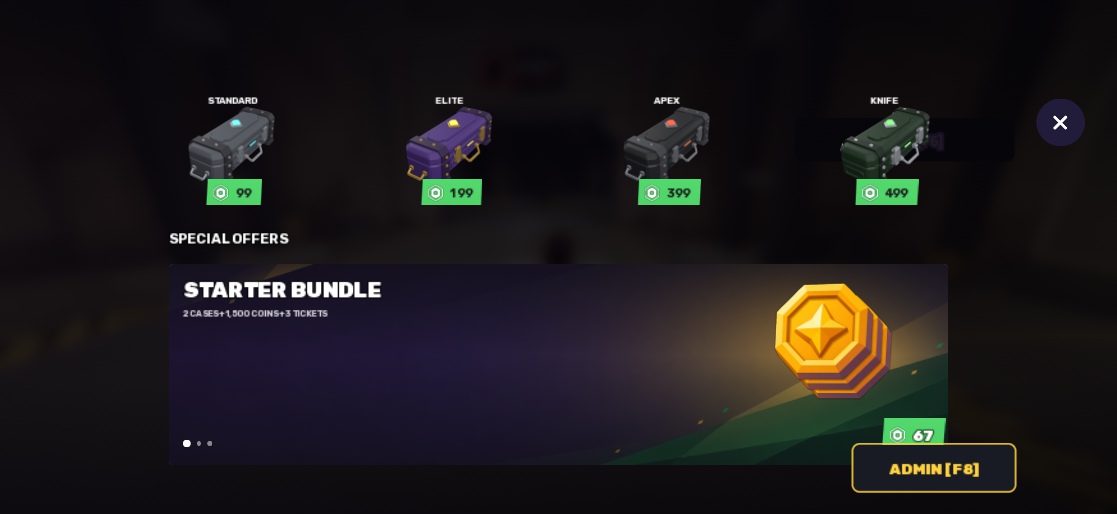 STANDARD
ELITE
APEX
KNIFE
99
199
399
499
SPECIAL OFFERS
STARTER BUNDLE
2 CASES+1,500 COINS+3 TICKETS
67
ADMIN [F8]